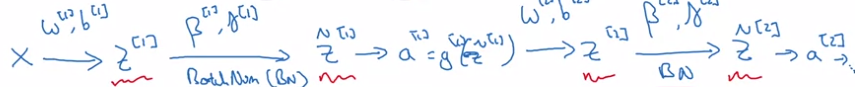 X →^{w^{[1]}, b^{[1]}} z^{[1]} →^{β^{[1]}, γ^{[1]}}_{Batch Norm (BN)} z̃^{[1]} → a^{[1]} = g^{[1]}(z̃^{[1]}) →^{w^{[2]}, b^{[2]}} z^{[2]} →^{β^{[2]}, γ^{[2]}}_{BN} z̃^{[2]} → a^{[2]} → ...